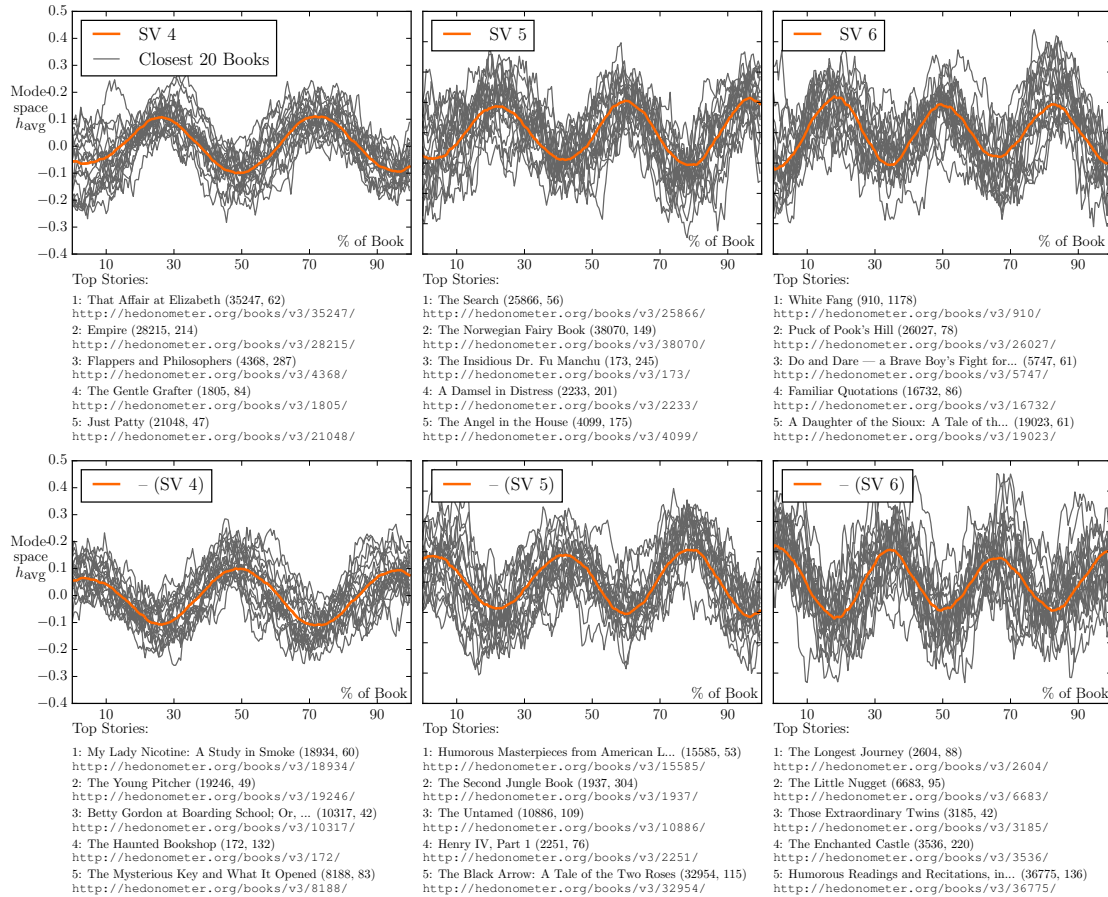 SV 4
Closest 20 Books
SV 5
SV 6
0.5
0.4
0.3
Mode space havg
0.2
0.1
0.0
−0.1
−0.2
−0.3
−0.4
% of Book
% of Book
% of Book
10 30 50 70 90
10 30 50 70 90
10 30 50 70 90
Top Stories:
1: That Affair at Elizabeth (35247, 62)
http://hedonometer.org/books/v3/35247/
2: Empire (28215, 214)
http://hedonometer.org/books/v3/28215/
3: Flappers and Philosophers (4368, 287)
http://hedonometer.org/books/v3/4368/
4: The Gentle Grafter (1805, 84)
http://hedonometer.org/books/v3/1805/
5: Just Patty (21048, 47)
http://hedonometer.org/books/v3/21048/
Top Stories:
1: The Search (25866, 56)
http://hedonometer.org/books/v3/25866/
2: The Norwegian Fairy Book (38070, 149)
http://hedonometer.org/books/v3/38070/
3: The Insidious Dr. Fu Manchu (173, 245)
http://hedonometer.org/books/v3/173/
4: A Damsel in Distress (2233, 201)
http://hedonometer.org/books/v3/2233/
5: The Angel in the House (4099, 175)
http://hedonometer.org/books/v3/4099/
Top Stories:
1: White Fang (910, 1178)
http://hedonometer.org/books/v3/910/
2: Puck of Pook's Hill (26027, 78)
http://hedonometer.org/books/v3/26027/
3: Do and Dare — a Brave Boy's Fight for... (5747, 61)
http://hedonometer.org/books/v3/5747/
4: Familiar Quotations (16732, 86)
http://hedonometer.org/books/v3/16732/
5: A Daughter of the Sioux: A Tale of th... (19023, 61)
http://hedonometer.org/books/v3/19023/
– (SV 4)
– (SV 5)
– (SV 6)
0.5
0.4
0.3
Mode space havg
0.2
0.1
0.0
−0.1
−0.2
−0.3
−0.4
% of Book
% of Book
% of Book
10 30 50 70 90
10 30 50 70 90
10 30 50 70 90
Top Stories:
1: My Lady Nicotine: A Study in Smoke (18934, 60)
http://hedonometer.org/books/v3/18934/
2: The Young Pitcher (19246, 49)
http://hedonometer.org/books/v3/19246/
3: Betty Gordon at Boarding School; Or, ... (10317, 42)
http://hedonometer.org/books/v3/10317/
4: The Haunted Bookshop (172, 132)
http://hedonometer.org/books/v3/172/
5: The Mysterious Key and What It Opened (8188, 83)
http://hedonometer.org/books/v3/8188/
Top Stories:
1: Humorous Masterpieces from American L... (15585, 53)
http://hedonometer.org/books/v3/15585/
2: The Second Jungle Book (1937, 304)
http://hedonometer.org/books/v3/1937/
3: The Untamed (10886, 109)
http://hedonometer.org/books/v3/10886/
4: Henry IV, Part 1 (2251, 76)
http://hedonometer.org/books/v3/2251/
5: The Black Arrow: A Tale of the Two Roses (32954, 115)
http://hedonometer.org/books/v3/32954/
Top Stories:
1: The Longest Journey (2604, 88)
http://hedonometer.org/books/v3/2604/
2: The Little Nugget (6683, 95)
http://hedonometer.org/books/v3/6683/
3: Those Extraordinary Twins (3185, 42)
http://hedonometer.org/books/v3/3185/
4: The Enchanted Castle (3536, 220)
http://hedonometer.org/books/v3/3536/
5: Humorous Readings and Recitations, in... (36775, 136)
http://hedonometer.org/books/v3/36775/